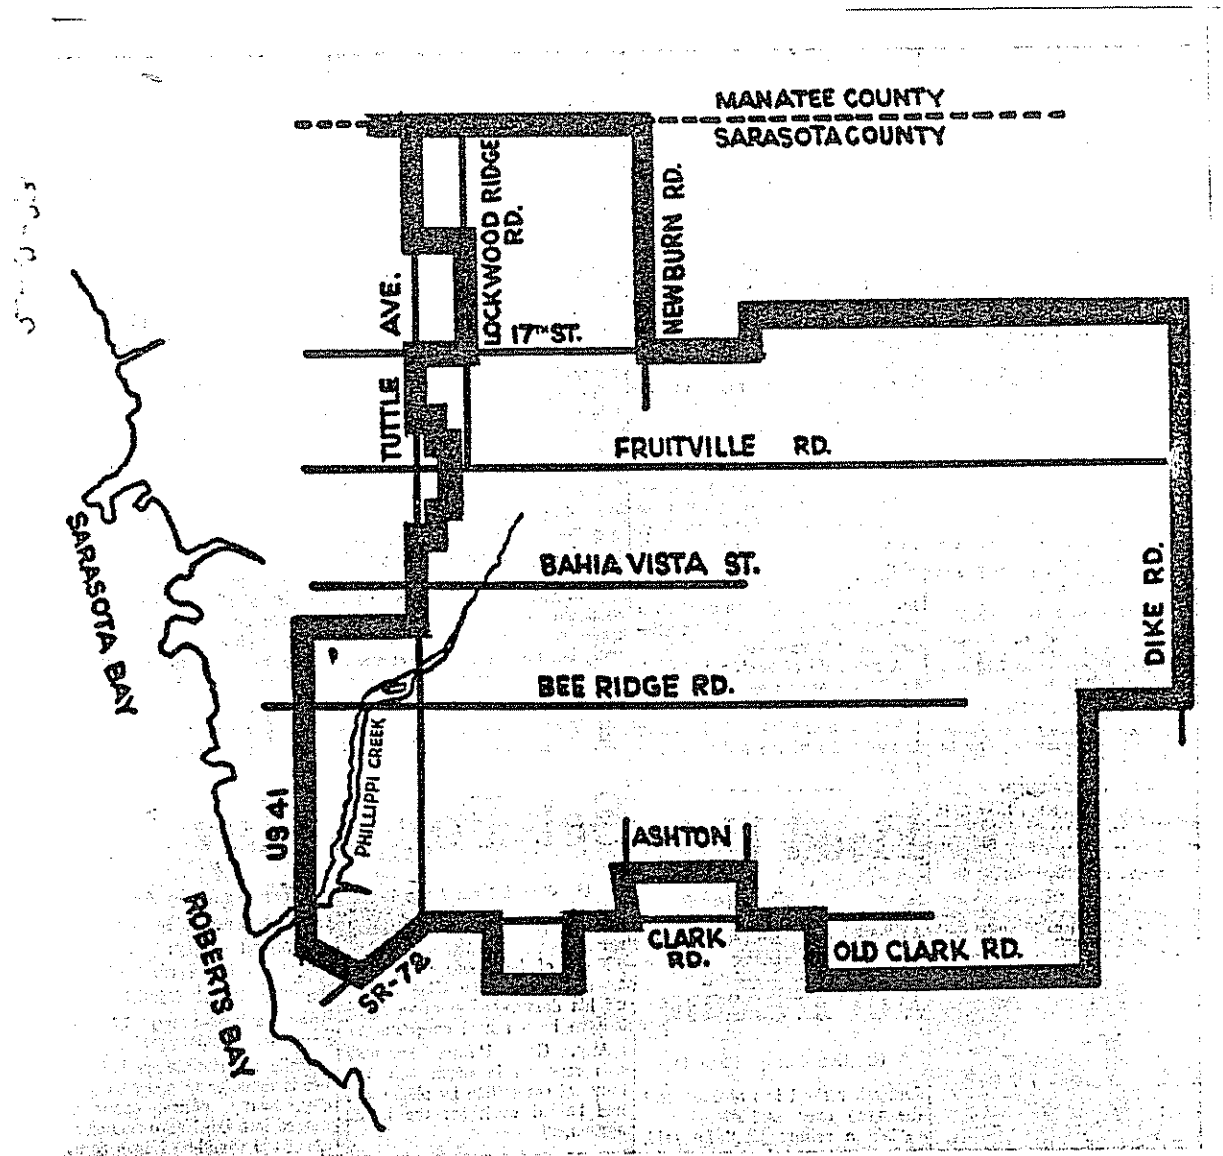 MANATEE COUNTY
SARASOTA COUNTY
LOCKWOOD RIDGE
RD.
NEWBURN RD.
TUTTLE AVE.
17TH ST.
FRUITVILLE RD.
SARASOTA BAY
BAHIA VISTA ST.
DIKE RD.
BEE RIDGE RD.
PHILLIPPI CREEK
US 41
ASHTON
ROBERTS BAY
CLARK
RD.
OLD CLARK RD.
SR-72